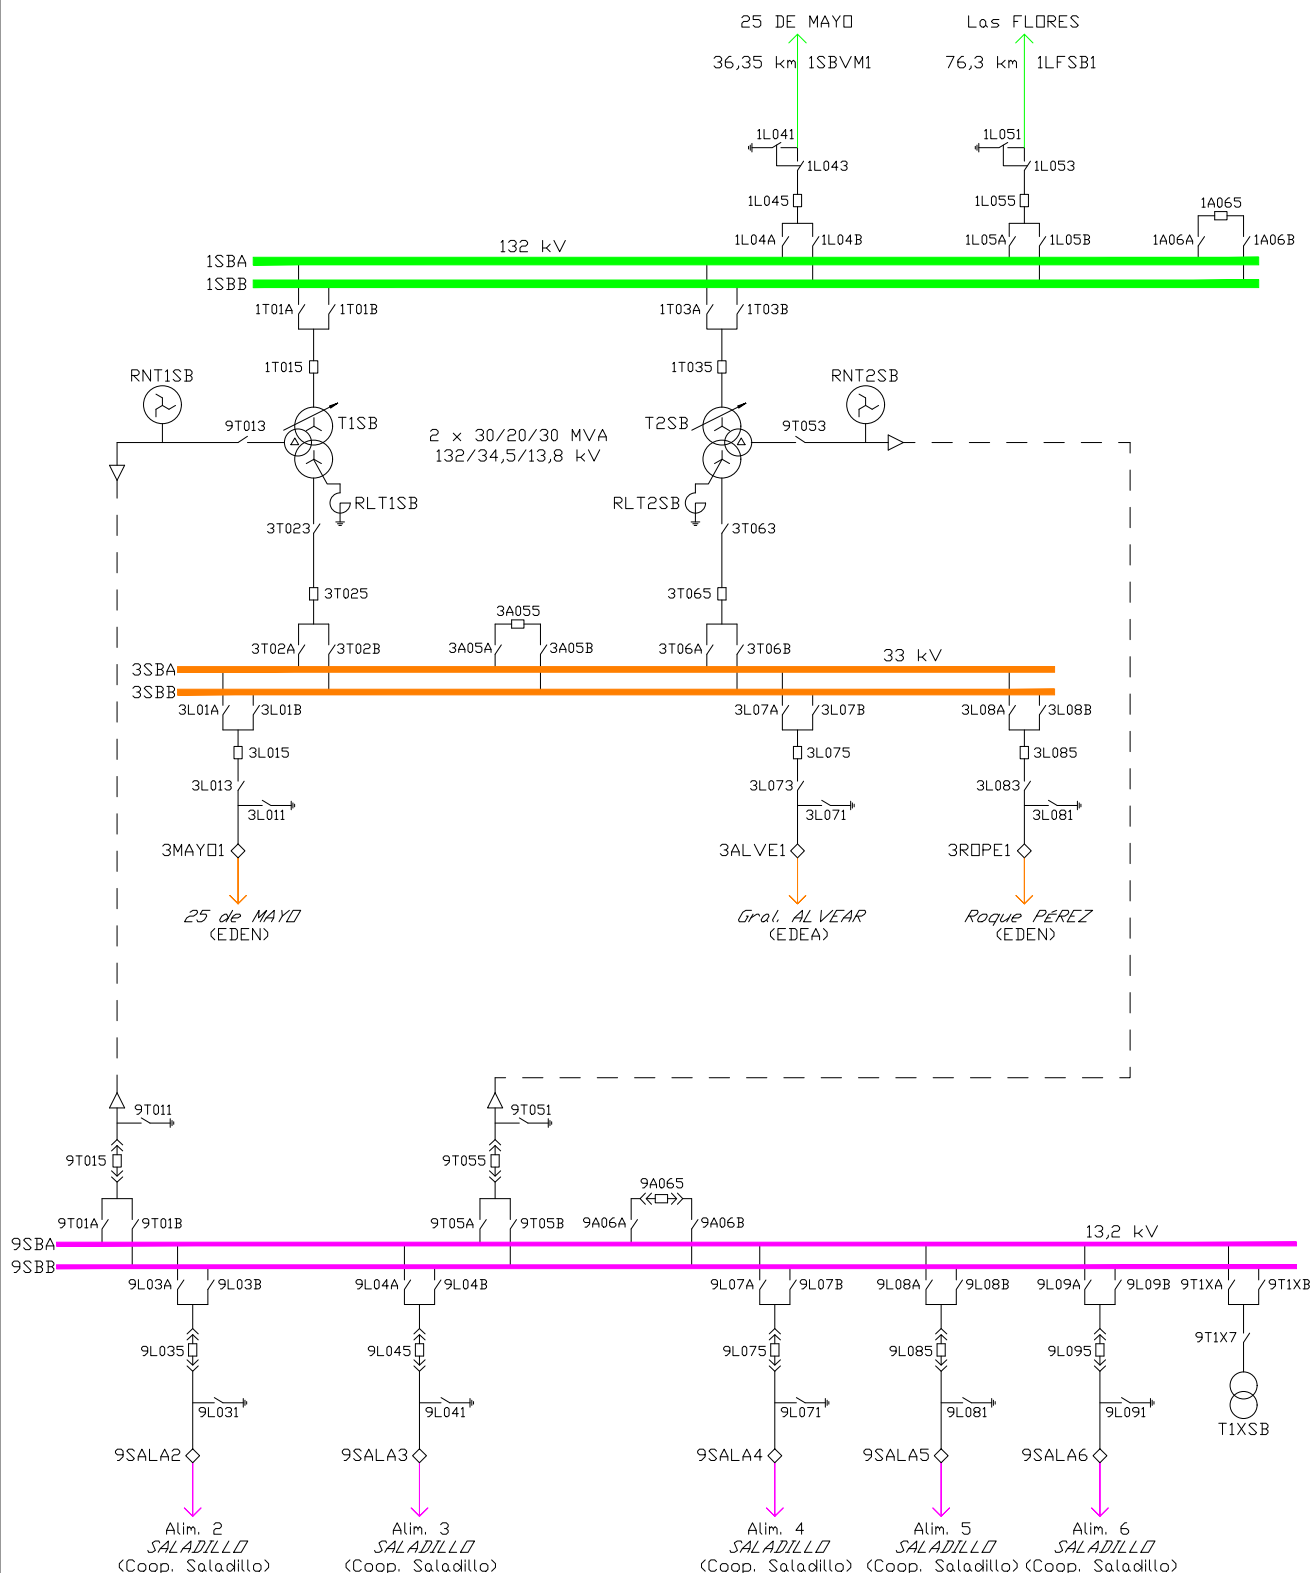 25 DE MAYO
Las FLORES
36,35 km 1SBVM1
76,3 km 1LFSB1
1L041
1L051
1L043
1L053
1L045
1L055
1A065
1L04A
1L04B
1L05A
1L05B
1A06A
1A06B
132 kV
1SBA
1SBB
1T01A
1T01B
1T03A
1T03B
1T015
1T035
RNT1SB
RNT2SB
9T013
T1SB
T2SB
9T053
2 x 30/20/30 MVA
132/34,5/13,8 kV
RLT1SB
RLT2SB
3T023
3T063
3T025
3T065
3A055
3T02A
3T02B
3A05A
3A05B
3T06A
3T06B
33 kV
3SBA
3SBB
3L01A
3L01B
3L07A
3L07B
3L08A
3L08B
3L015
3L075
3L085
3L013
3L073
3L083
3L011
3L071
3L081
3MAYO1
3ALVE1
3ROPE1
25 de MAYO
(EDEN)
Gral. ALVEAR
(EDEA)
Roque PÉREZ
(EDEN)
9T011
9T051
9T015
9T055
9A065
9T01A
9T01B
9T05A
9T05B
9A06A
9A06B
13,2 kV
9SBA
9SBB
9L03A
9L03B
9L04A
9L04B
9L07A
9L07B
9L08A
9L08B
9L09A
9L09B
9T1XA
9T1XB
9L035
9L045
9L075
9L085
9L095
9T1X7
9L031
9L041
9L071
9L081
9L091
T1XSB
9SALA2
9SALA3
9SALA4
9SALA5
9SALA6
Alim. 2
SALADILLO
(Coop. Saladillo)
Alim. 3
SALADILLO
(Coop. Saladillo)
Alim. 4
SALADILLO
(Coop. Saladillo)
Alim. 5
SALADILLO
(Coop. Saladillo)
Alim. 6
SALADILLO
(Coop. Saladillo)